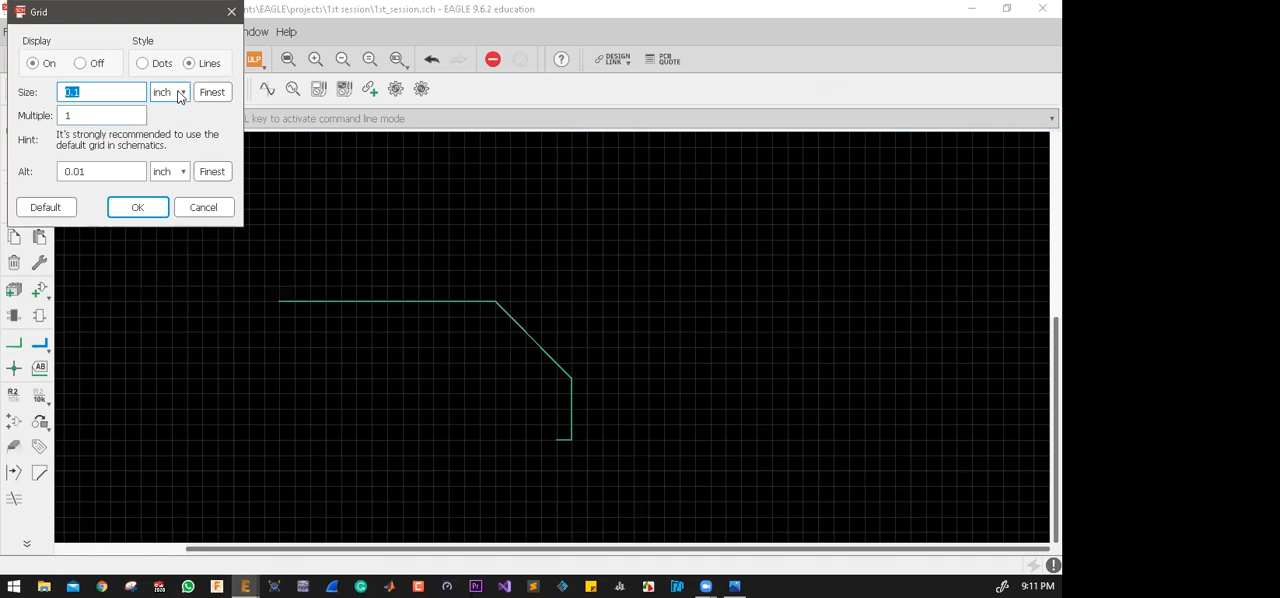 Grid
nts\EAGLE\projects\1st session\1st_session.sch - EAGLE 9.6.2 education
ndow Help
Display
Style
On
Off
Dots
Lines
ULP
DESIGN
LINK
PCB
QUOTE
Size:
0.1
inch
Finest
Multiple:
1
L key to activate command line mode
Hint:
It's strongly recommended to use the
default grid in schematics.
Alt:
0.01
inch
Finest
Default
OK
Cancel
AB
R2
10k
R2
10k
9:11 PM